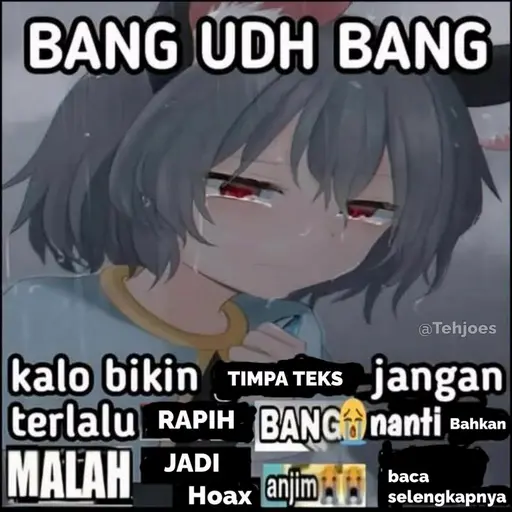 BANG UDH BANG
@Tehjoes
kalo bikin TIMPA TEKS jangan
terlalu RAPIH BANG😭 nanti Bahkan
MALAH JADI Hoax anjim😭😭 baca selengkapnya